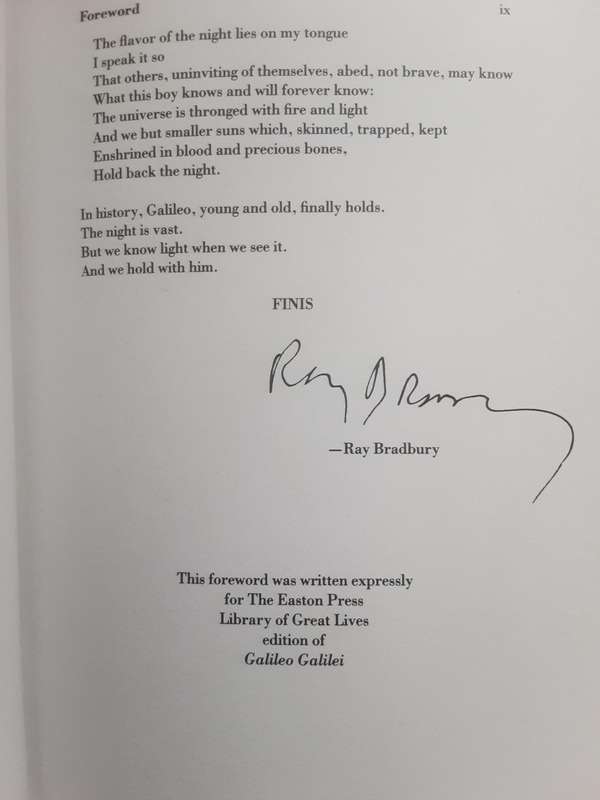 Foreword ix
The flavor of the night lies on my tongue
I speak it so
That others, uninviting of themselves, abed, not brave, may know
What this boy knows and will forever know:
The universe is thronged with fire and light
And we but smaller suns which, skinned, trapped, kept
Enshrined in blood and precious bones,
Hold back the night.
In history, Galileo, young and old, finally holds.
The night is vast.
But we know light when we see it.
And we hold with him.
FINIS
Ray Bradbury
—Ray Bradbury
This foreword was written expressly
for The Easton Press
Library of Great Lives
edition of
Galileo Galilei